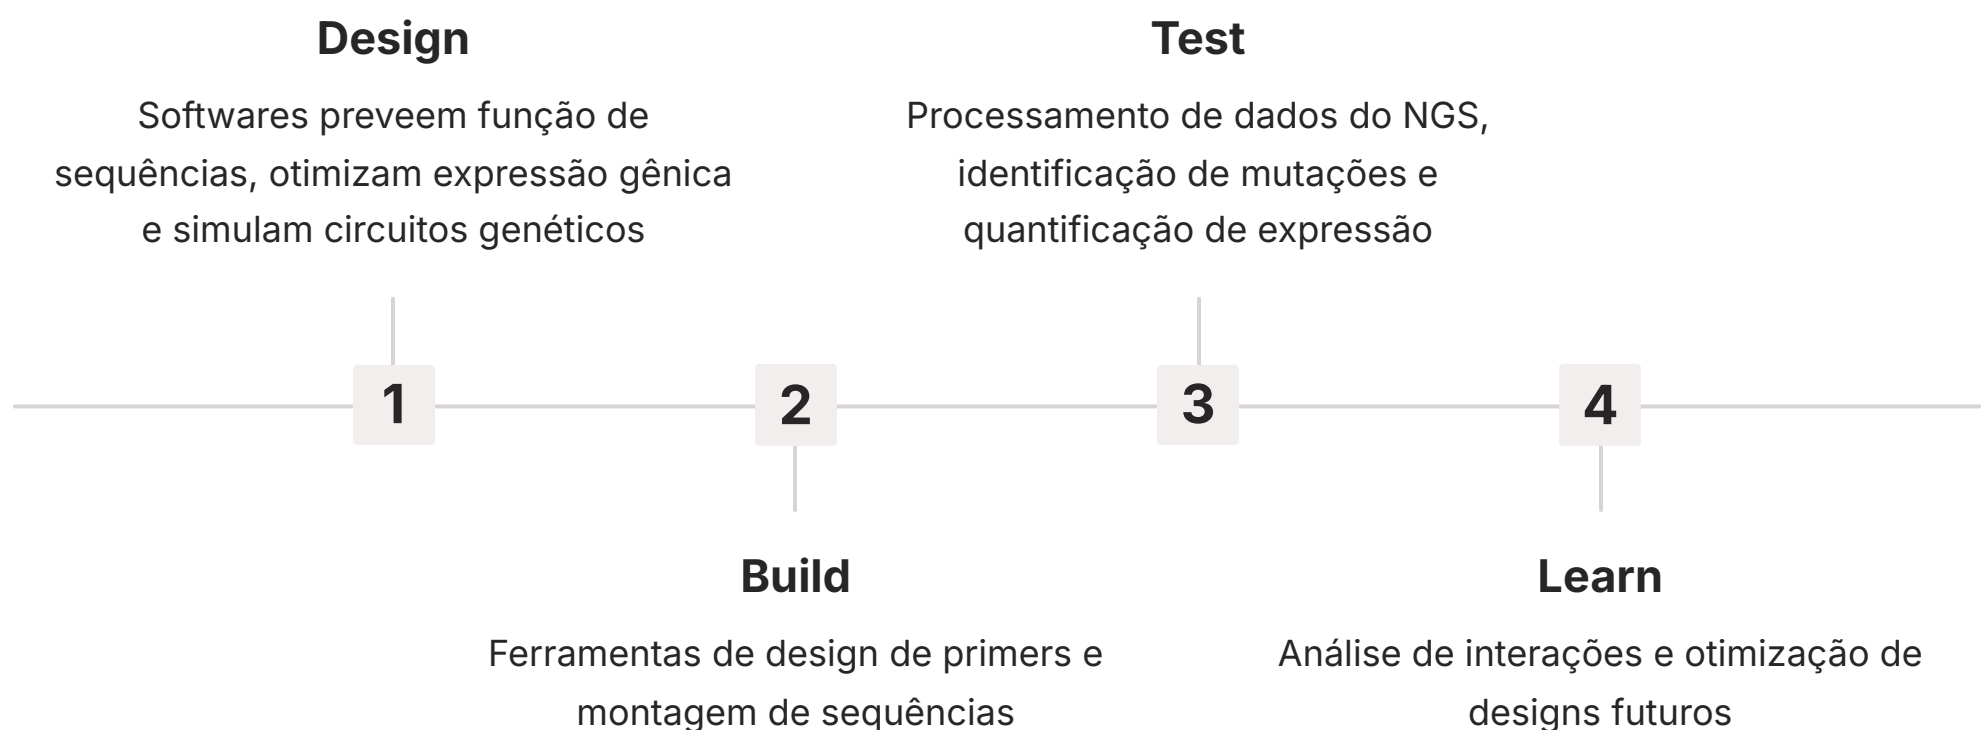 Design
Softwares preveem função de
sequências, otimizam expressão gênica
e simulam circuitos genéticos
Test
Processamento de dados do NGS,
identificação de mutações e
quantificação de expressão
1
2
3
4
Build
Ferramentas de design de primers e
montagem de sequências
Learn
Análise de interações e otimização de
designs futuros